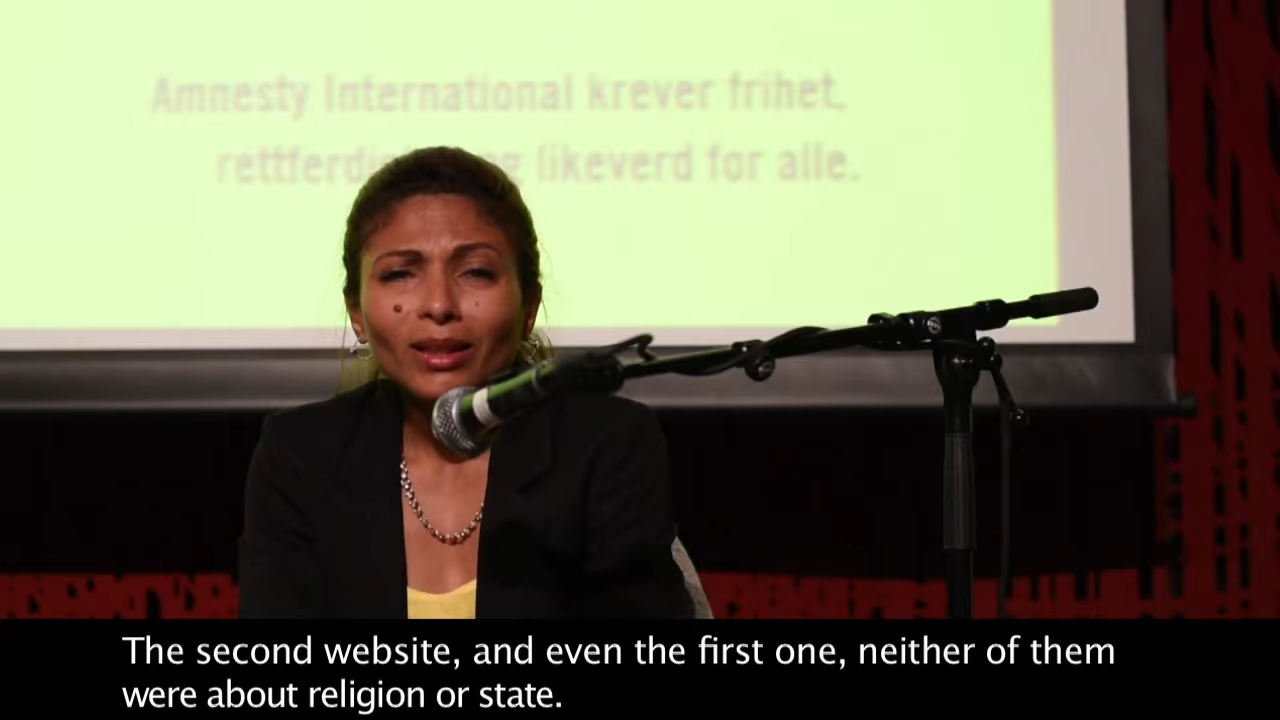 Amnesty International krever frihet,
rettferd g likeverd for alle.
The second website, and even the first one, neither of them
were about religion or state.